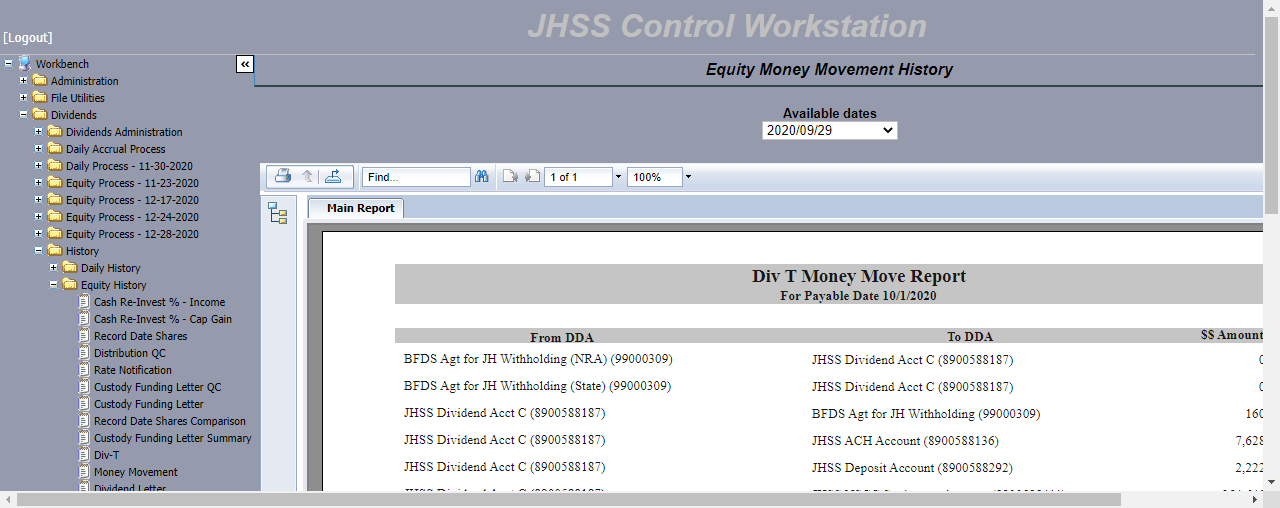 JHSS Control Workstation
[Logout]
Workbench
Administration
File Utilities
Dividends
Dividends Administration
Daily Accrual Process
Daily Process - 11-30-2020
Equity Process - 11-23-2020
Equity Process - 12-17-2020
Equity Process - 12-24-2020
Equity Process - 12-28-2020
History
Daily History
Equity History
Cash Re-Invest % - Income
Cash Re-Invest % - Cap Gain
Record Date Shares
Distribution QC
Rate Notification
Custody Funding Letter QC
Custody Funding Letter
Record Date Shares Comparison
Custody Funding Letter Summary
Div-T
Money Movement
Dividend Letter
Equity Money Movement History
Available dates
2020/09/29
Find... 1 of 1 100%
Main Report
Div T Money Move Report
For Payable Date 10/1/2020
From DDA To DDA $$ Amount
BFDS Agt for JH Withholding (NRA) (99000309) JHSS Dividend Acct C (8900588187) 0
BFDS Agt for JH Withholding (State) (99000309) JHSS Dividend Acct C (8900588187) 0
JHSS Dividend Acct C (8900588187) BFDS Agt for JH Withholding (99000309) 160
JHSS Dividend Acct C (8900588187) JHSS ACH Account (8900588136) 7,628
JHSS Dividend Acct C (8900588187) JHSS Deposit Account (8900588292) 2,222
JHSS Dividend Acct C (8900588187)